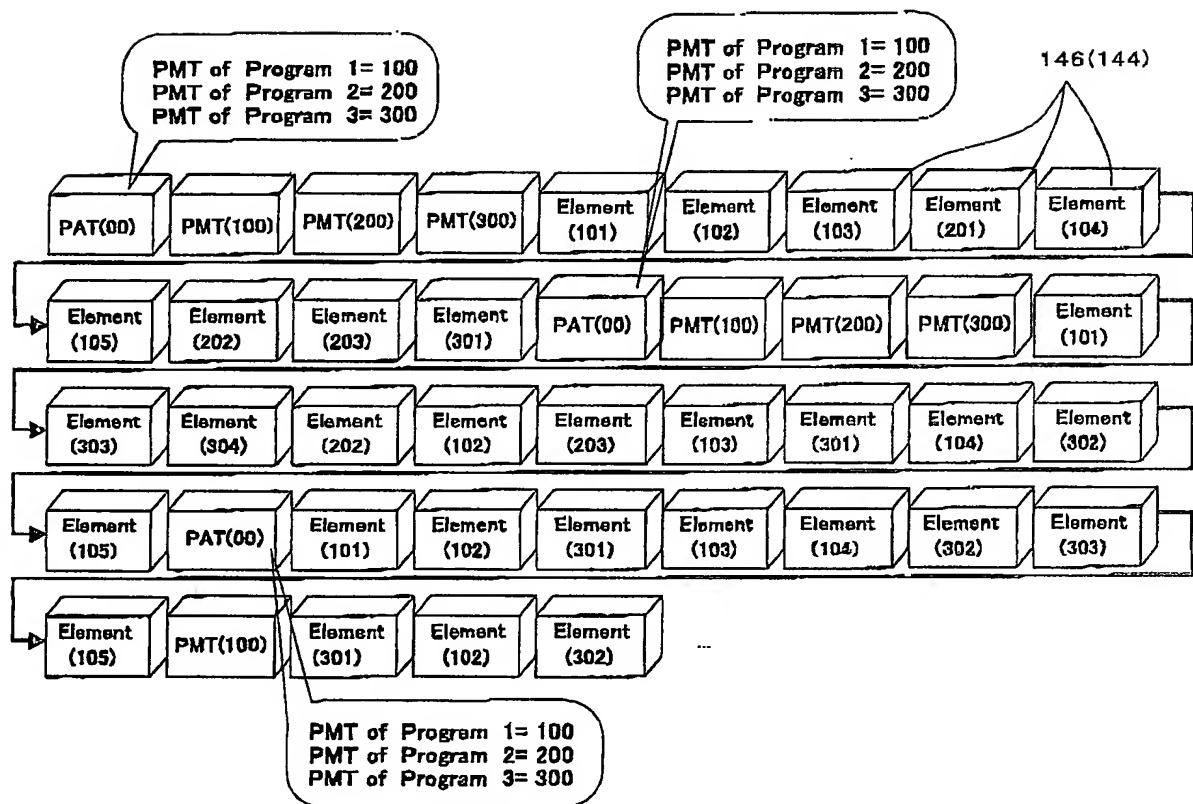 PMT of Program 1= 100
PMT of Program 2= 200
PMT of Program 3= 300
PMT of Program 1= 100
PMT of Program 2= 200
PMT of Program 3= 300
146(144)
PAT(00)
PMT(100)
PMT(200)
PMT(300)
Element
(101)
Element
(102)
Element
(103)
Element
(201)
Element
(104)
Element
(105)
Element
(202)
Element
(203)
Element
(301)
PAT(00)
PMT(100)
PMT(200)
PMT(300)
Element
(101)
Element
(303)
Element
(304)
Element
(202)
Element
(102)
Element
(203)
Element
(103)
Element
(301)
Element
(104)
Element
(302)
Element
(105)
PAT(00)
Element
(101)
Element
(102)
Element
(301)
Element
(103)
Element
(104)
Element
(302)
Element
(303)
Element
(105)
PMT(100)
Element
(301)
Element
(102)
Element
(302)
...
PMT of Program 1= 100
PMT of Program 2= 200
PMT of Program 3= 300